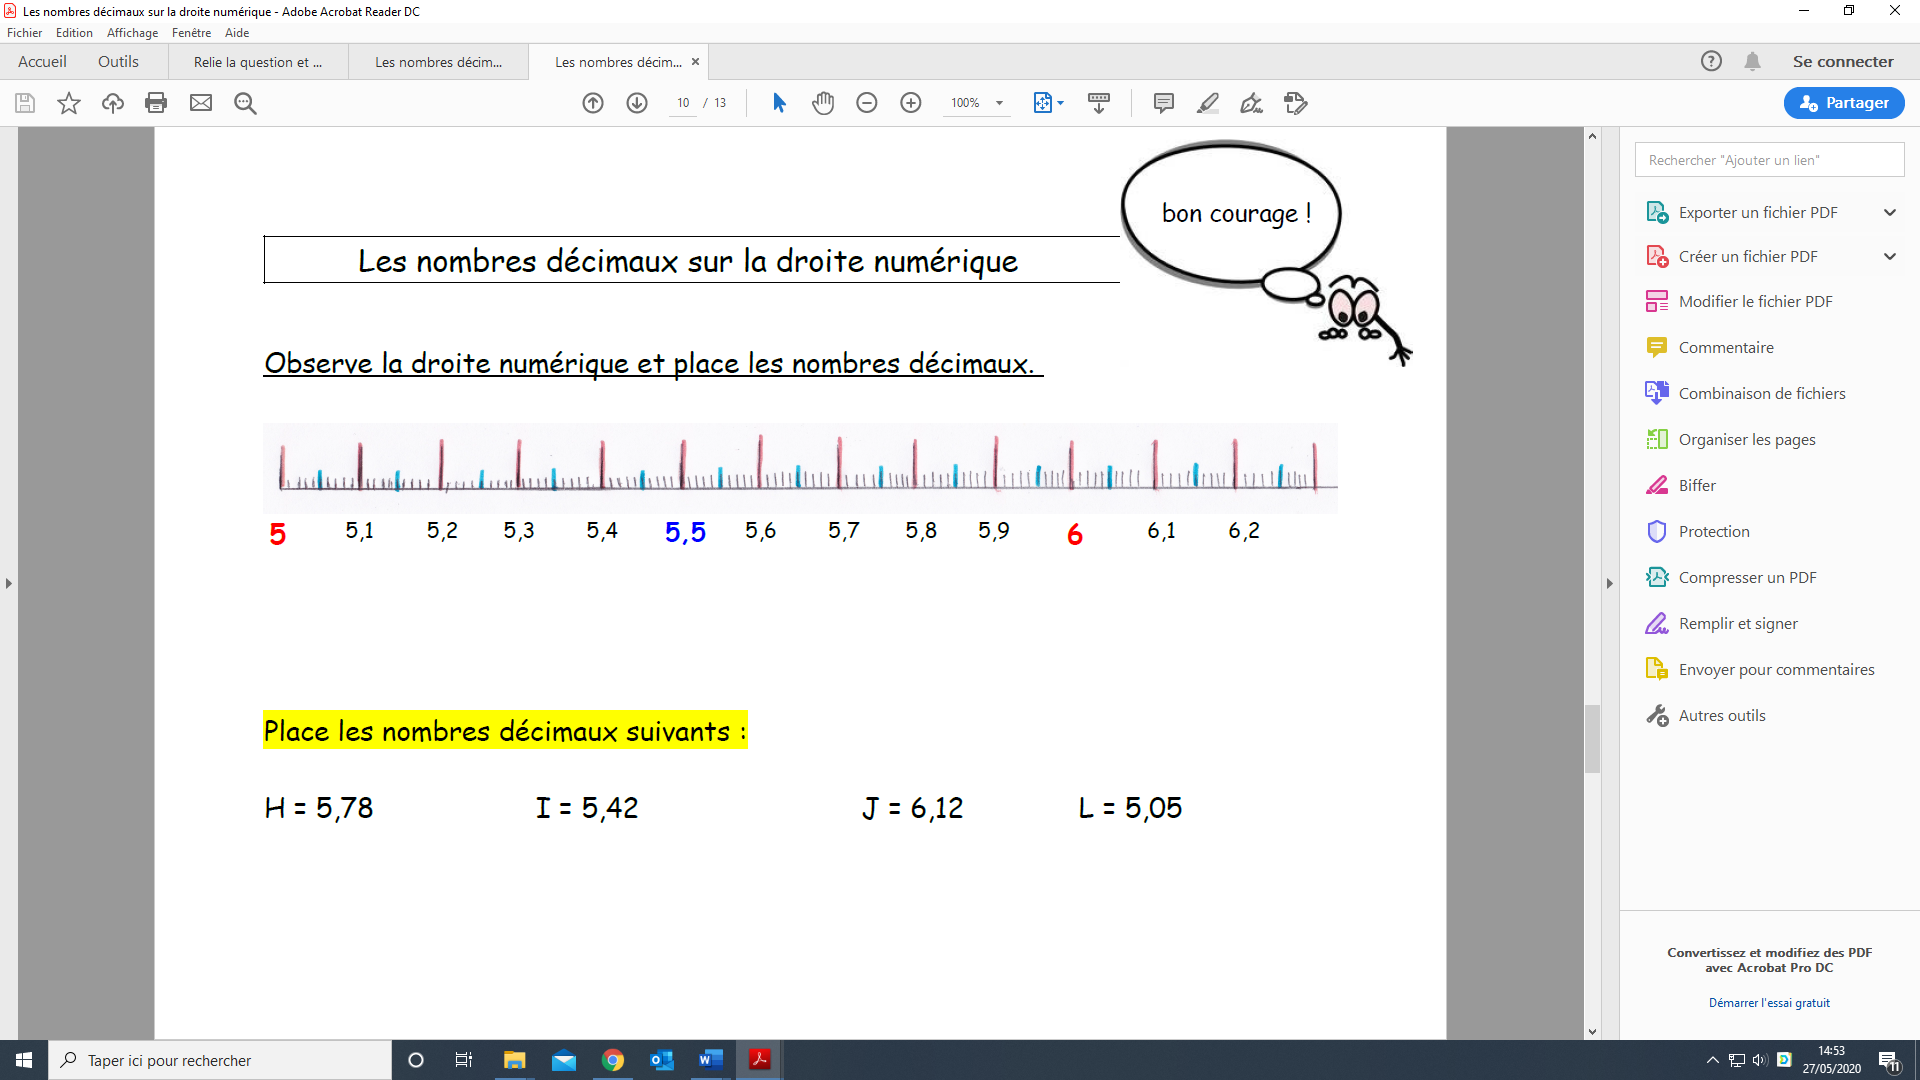 Les nombres décimaux sur la droite numérique - Adobe Acrobat Reader DC
Fichier Edition Affichage Fenêtre Aide
Accueil Outils Relie la question et ... Les nombres décim... Les nombres décim... × Se connecter
10 / 13 100% Partager
bon courage !
Les nombres décimaux sur la droite numérique
Observe la droite numérique et place les nombres décimaux.
5 5,1 5,2 5,3 5,4 5,5 5,6 5,7 5,8 5,9 6 6,1 6,2
Place les nombres décimaux suivants :
H = 5,78 I = 5,42 J = 6,12 L = 5,05
Rechercher "Ajouter un lien"
Exporter un fichier PDF
Créer un fichier PDF
Modifier le fichier PDF
Commentaire
Combinaison de fichiers
Organiser les pages
Biffer
Protection
Compresser un PDF
Remplir et signer
Envoyer pour commentaires
Autres outils
Convertissez et modifiez des PDF
avec Acrobat Pro DC
Démarrer l'essai gratuit
Taper ici pour rechercher
14:53
27/05/2020
11